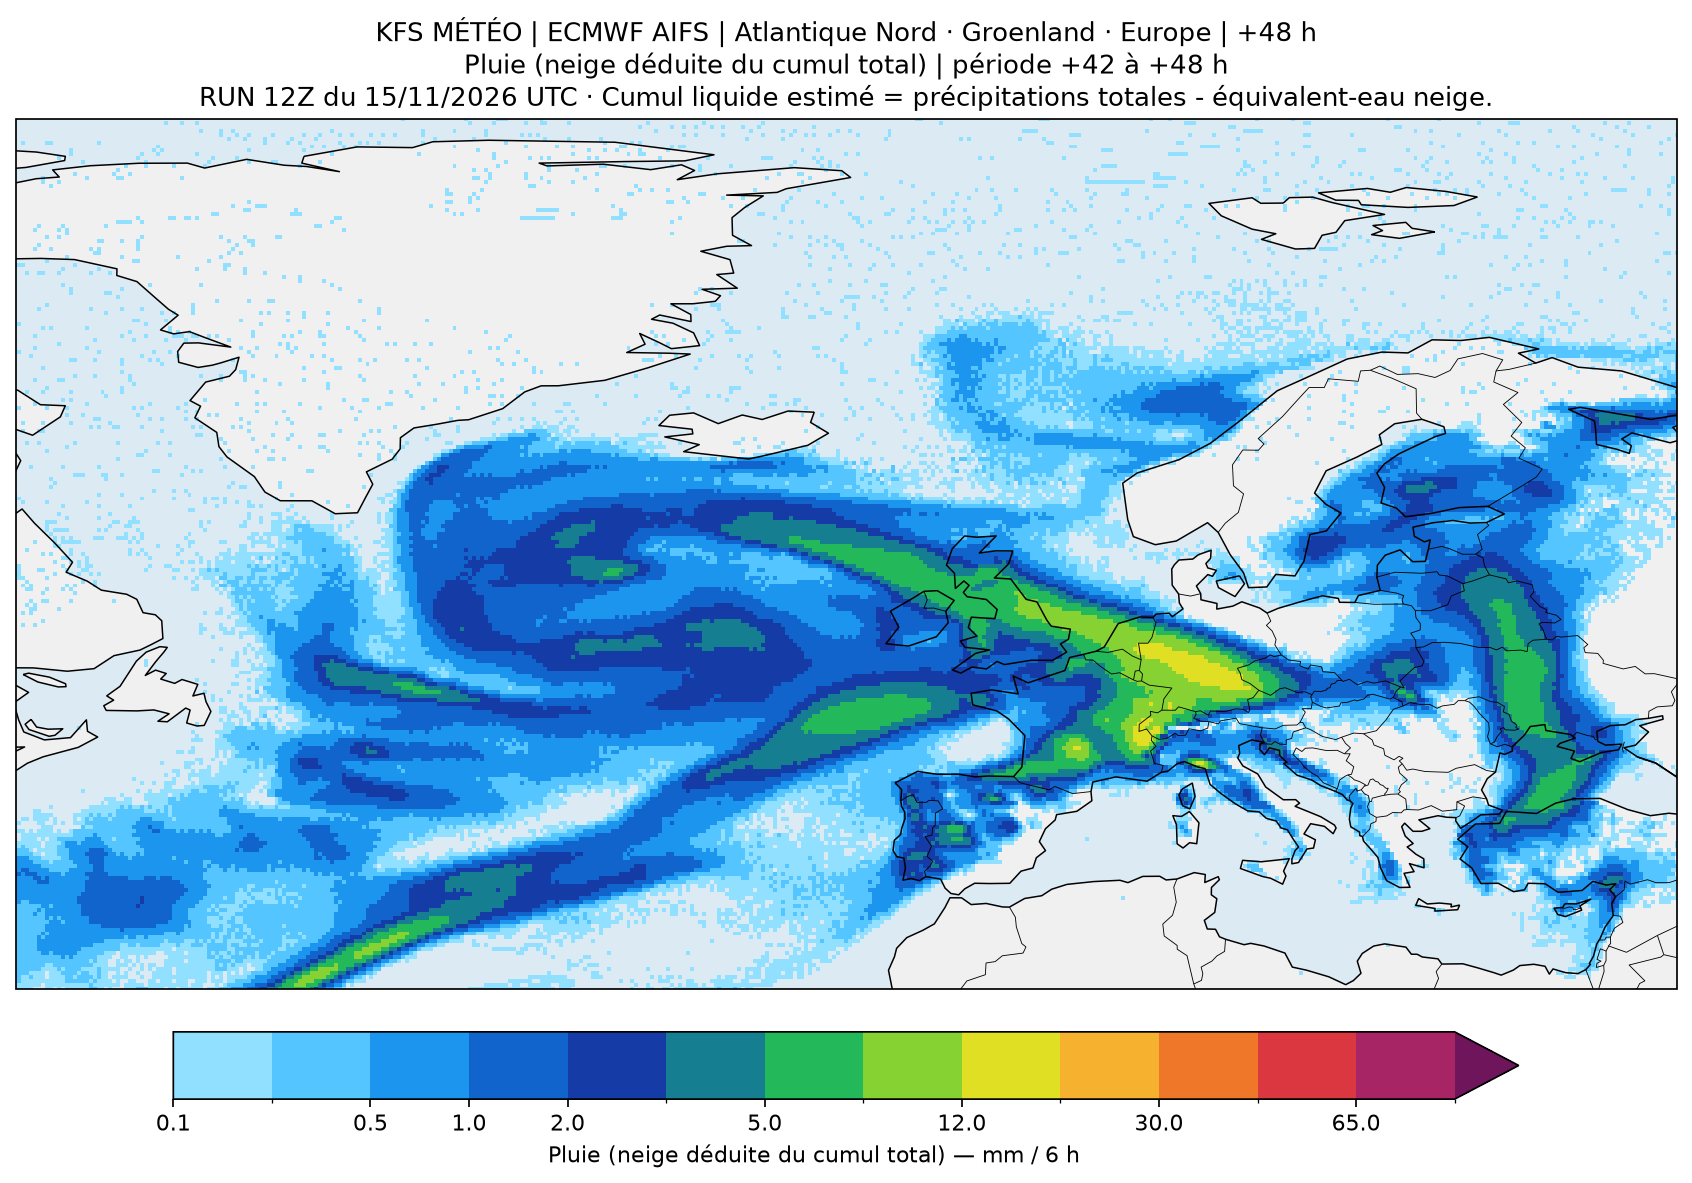 KFS MÉTÉO | ECMWF AIFS | Atlantique Nord · Groenland · Europe | +48 h
Pluie (neige déduite du cumul total) | période +42 à +48 h
RUN 12Z du 15/11/2026 UTC · Cumul liquide estimé = précipitations totales - équivalent-eau neige.
0.1 0.5 1.0 2.0 5.0 12.0 30.0 65.0
Pluie (neige déduite du cumul total) — mm / 6 h